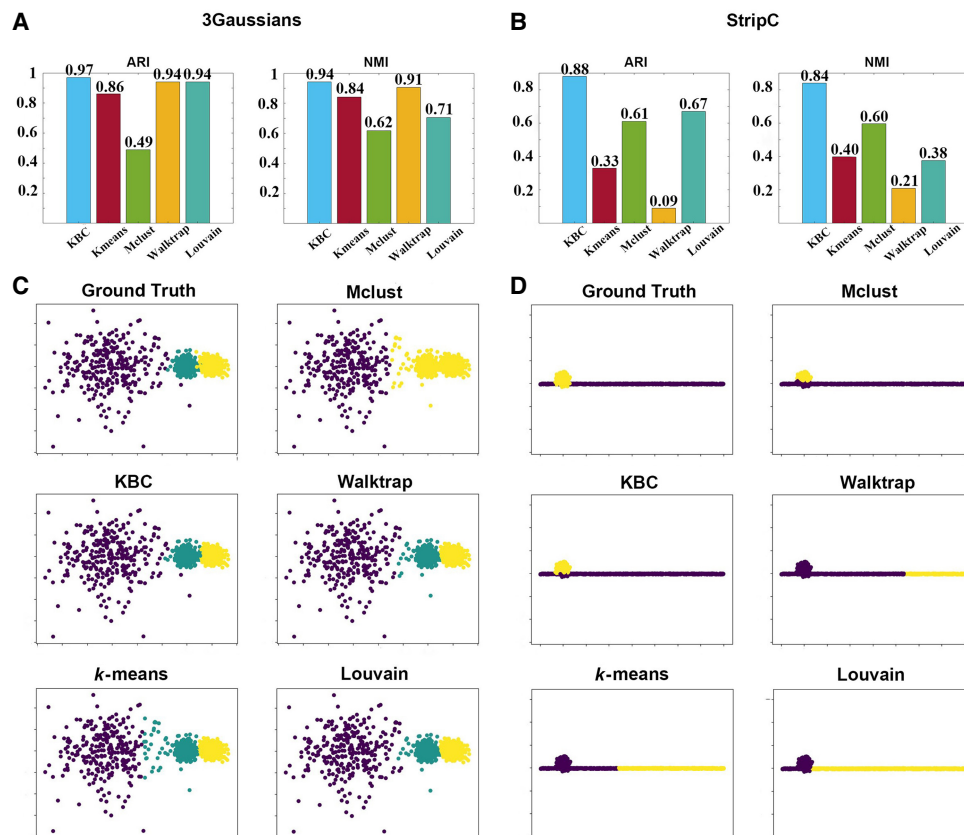 A
3Gaussians
B
StripC
ARI
NMI
ARI
NMI
1
0.8
0.6
0.4
0.2
0.97
0.86
0.49
0.94
0.94
KBC
Kmeans
Mclust
Walktrap
Louvain
1
0.8
0.6
0.4
0.2
0.94
0.84
0.62
0.91
0.71
KBC
Kmeans
Mclust
Walktrap
Louvain
0.8
0.6
0.4
0.2
0.88
0.33
0.61
0.09
0.67
KBC
Kmeans
Mclust
Walktrap
Louvain
0.8
0.6
0.4
0.2
0.84
0.40
0.60
0.21
0.38
KBC
Kmeans
Mclust
Walktrap
Louvain
C
Ground Truth
Mclust
KBC
Walktrap
k-means
Louvain
D
Ground Truth
Mclust
KBC
Walktrap
k-means
Louvain